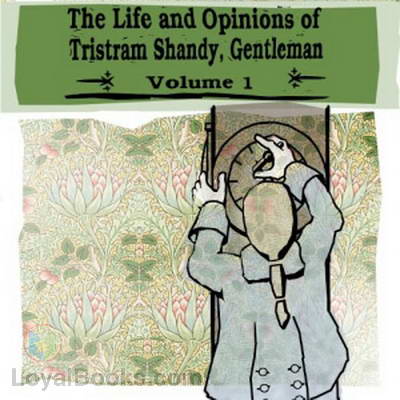 The Life and Opinions of
Tristram Shandy, Gentleman
Volume 1
LoyalBooks.com